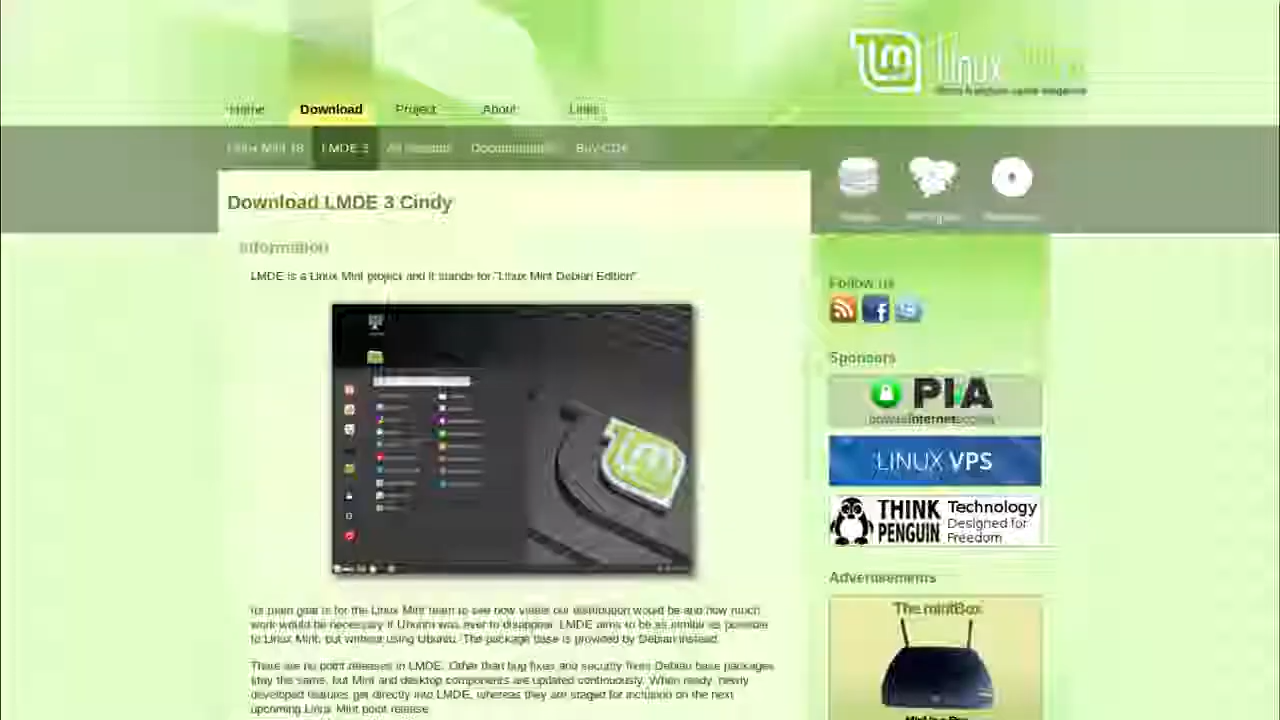 Linux
Home Download Project About Links
Linux Mint 18 LMDE 3 All versions Documentation Buy CDs
Download LMDE 3 Cindy
Information
LMDE is a Linux Mint project and it stands for "Linux Mint Debian Edition".
Its main goal is for the Linux Mint team to see how viable our distribution would be and how much
work would be necessary if Ubuntu was ever to disappear. LMDE aims to be as similar as possible
to Linux Mint, but without using Ubuntu. The package base is provided by Debian instead.
There are no point releases in LMDE. Other than bug fixes and security fixes Debian base packages
stay the same, but Mint and desktop components are updated continuously. When ready, newly
developed features get directly into LMDE, whereas they are staged for inclusion on the next
upcoming Linux Mint point release.
Follow us
Sponsors
PIA
privateinternetaccess
LINUX VPS
THINK PENGUIN
Technology
Designed for
Freedom
Advertisements
The mintBox